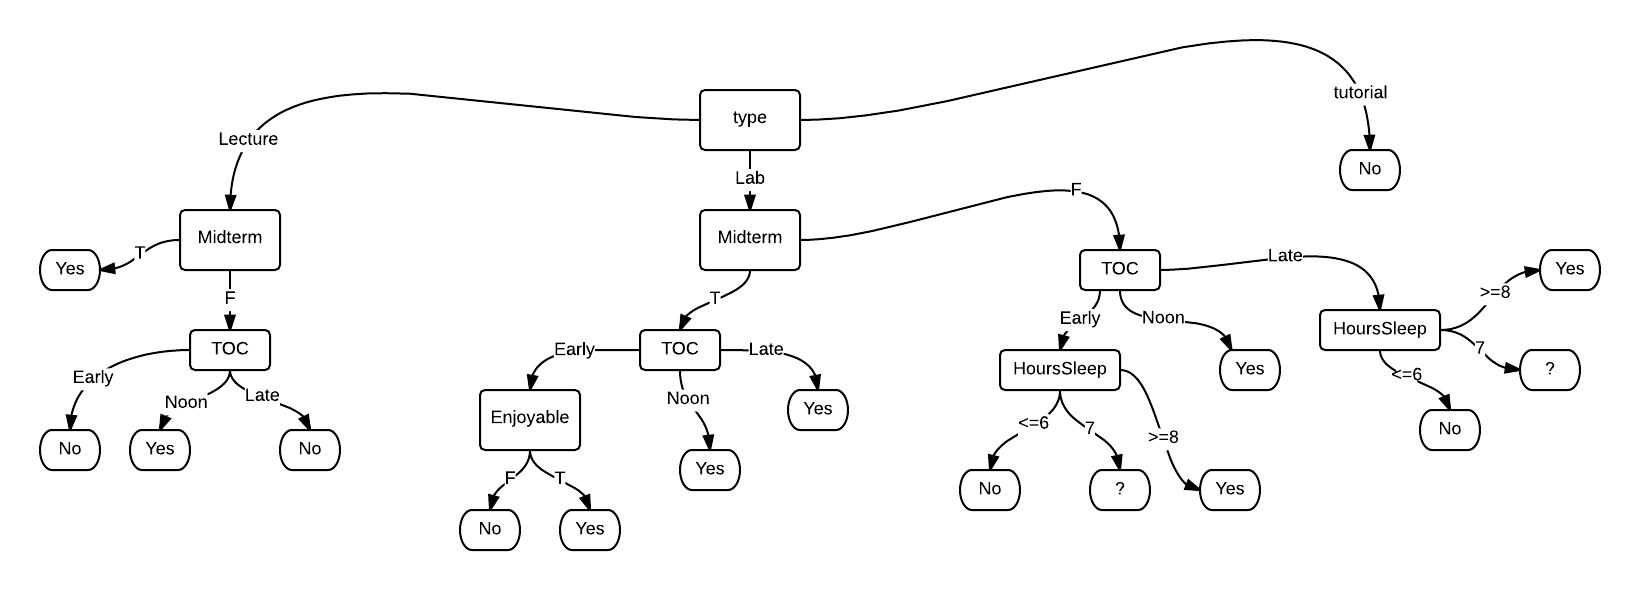 type
tutorial
Lecture
No
Lab
F
Midterm
Midterm
T
Yes
TOC
Late
Yes
>=8
F
T
Early
Noon
HoursSleep
7
?
TOC
Early
TOC
Late
HoursSleep
Yes
<=6
Early
Noon
Late
Enjoyable
Noon
Yes
No
No
Yes
No
Yes
<=6
7
>=8
F
T
No
?
Yes
No
Yes